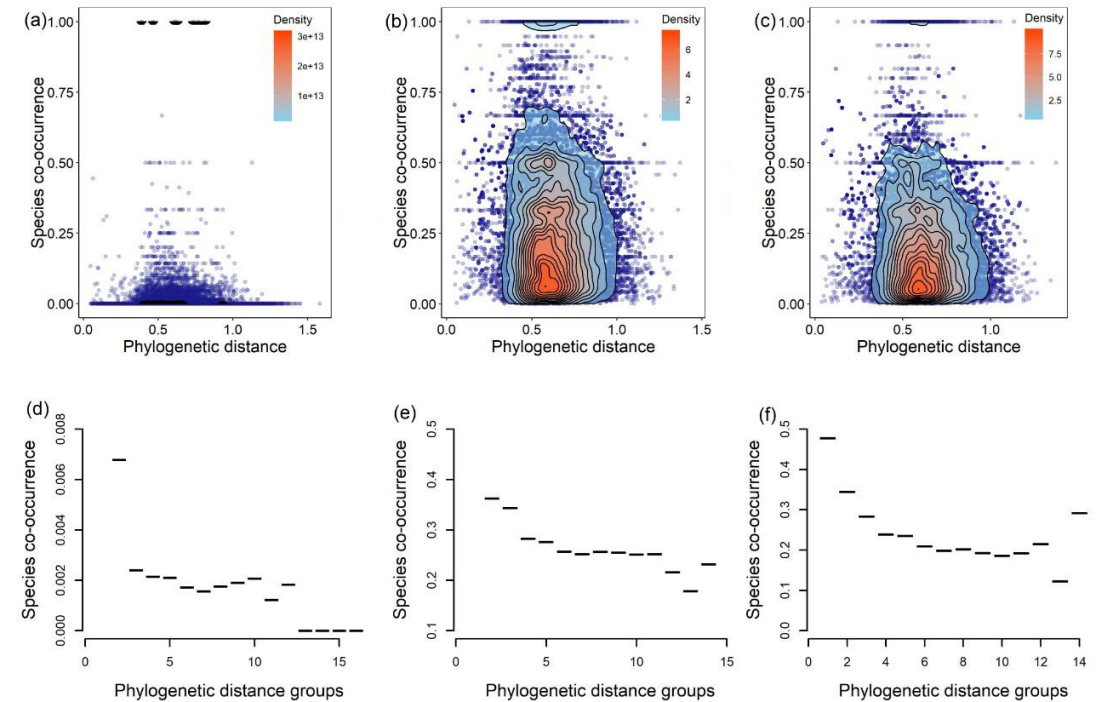 (a)
1.00
0.75
0.50
0.25
0.00
Species co-occurrence
0.0 0.5 1.0 1.5
Phylogenetic distance
Density
3e+13
2e+13
1e+13
(b)
1.00
0.75
0.50
0.25
0.00
Species co-occurrence
0.0 0.5 1.0 1.5
Phylogenetic distance
Density
6
4
2
(c)
1.00
0.75
0.50
0.25
0.00
Species co-occurrence
0.0 0.5 1.0
Phylogenetic distance
Density
7.5
5.0
2.5
(d)
0.008
0.006
0.004
0.002
0.000
Species co-occurrence
0 5 10 15
Phylogenetic distance groups
(e)
0.5
0.4
0.3
0.2
0.1
Species co-occurrence
0 5 10 15
Phylogenetic distance groups
(f)
0.5
0.4
0.3
0.2
0.1
0.0
Species co-occurrence
0 2 4 6 8 10 12 14
Phylogenetic distance groups